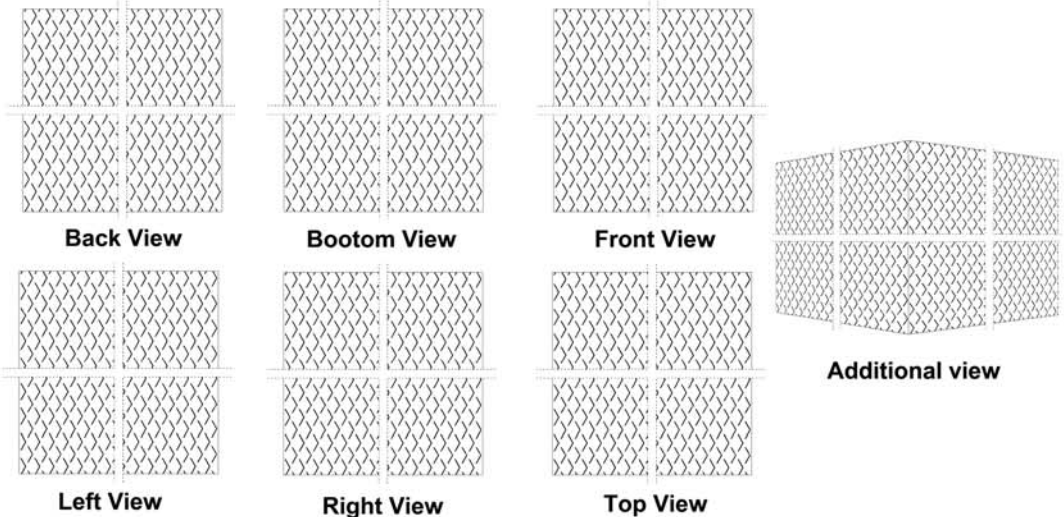 Back View
Bootom View
Front View
Additional view
Left View
Right View
Top View